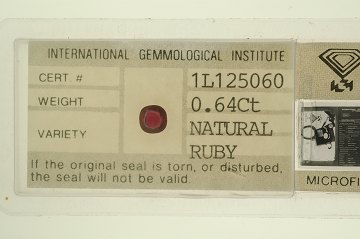 INTERNATIONAL GEMMOLOGICAL INSTITUTE
CERT. # 1L125060
WEIGHT 0.64Ct
VARIETY NATURAL
RUBY
If the original seal is torn, or disturbed,
the seal will not be valid.
MICROFI